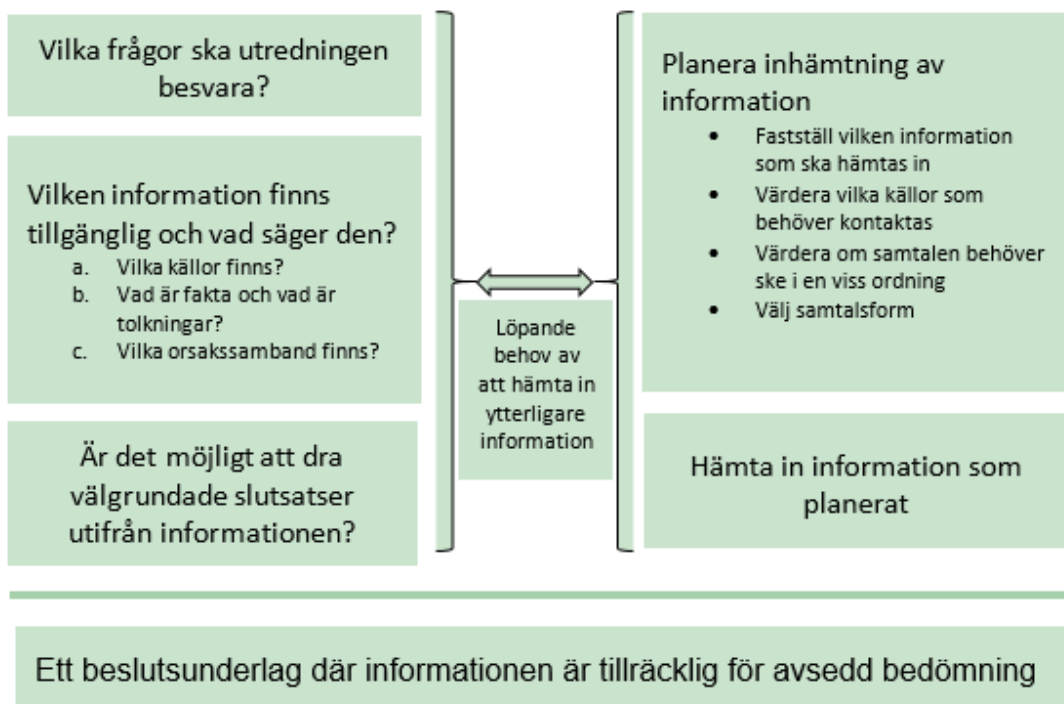 Vilka frågor ska utredningen
besvara?
Vilken information finns
tillgänglig och vad säger den?
a. Vilka källor finns?
b. Vad är fakta och vad är
tolkningar?
c. Vilka orsakssamband finns?
Är det möjligt att dra
välgrundade slutsatser
utifrån informationen?
Löpande
behov av
att hämta in
ytterligare
information
Planera inhämtning av
information
• Fastställ vilken information
som ska hämtas in
• Värdera vilka källor som
behöver kontaktas
• Värdera om samtalen behöver
ske i en viss ordning
• Välj samtalsform
Hämta in information som
planerat
Ett beslutsunderlag där informationen är tillräcklig för avsedd bedömning